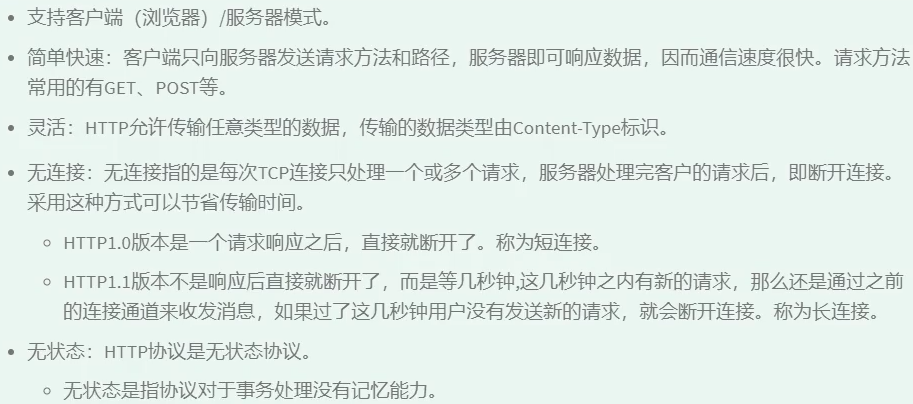 支持客户端（浏览器）/服务器模式。
简单快速：客户端只向服务器发送请求方法和路径，服务器即可响应数据，因而通信速度很快。请求方法
常用的有GET、POST等。
灵活：HTTP允许传输任意类型的数据，传输的数据类型由Content-Type标识。
无连接：无连接指的是每次TCP连接只处理一个或多个请求，服务器处理完客户的请求后，即断开连接。
采用这种方式可以节省传输时间。
HTTP1.0版本是一个请求响应之后，直接就断开了。称为短连接。
HTTP1.1版本不是响应后直接就断开了，而是等几秒钟,这几秒钟之内有新的请求，那么还是通过之前
的连接通道来收发消息，如果过了这几秒钟用户没有发送新的请求，就会断开连接。称为长连接。
无状态：HTTP协议是无状态协议。
无状态是指协议对于事务处理没有记忆能力。